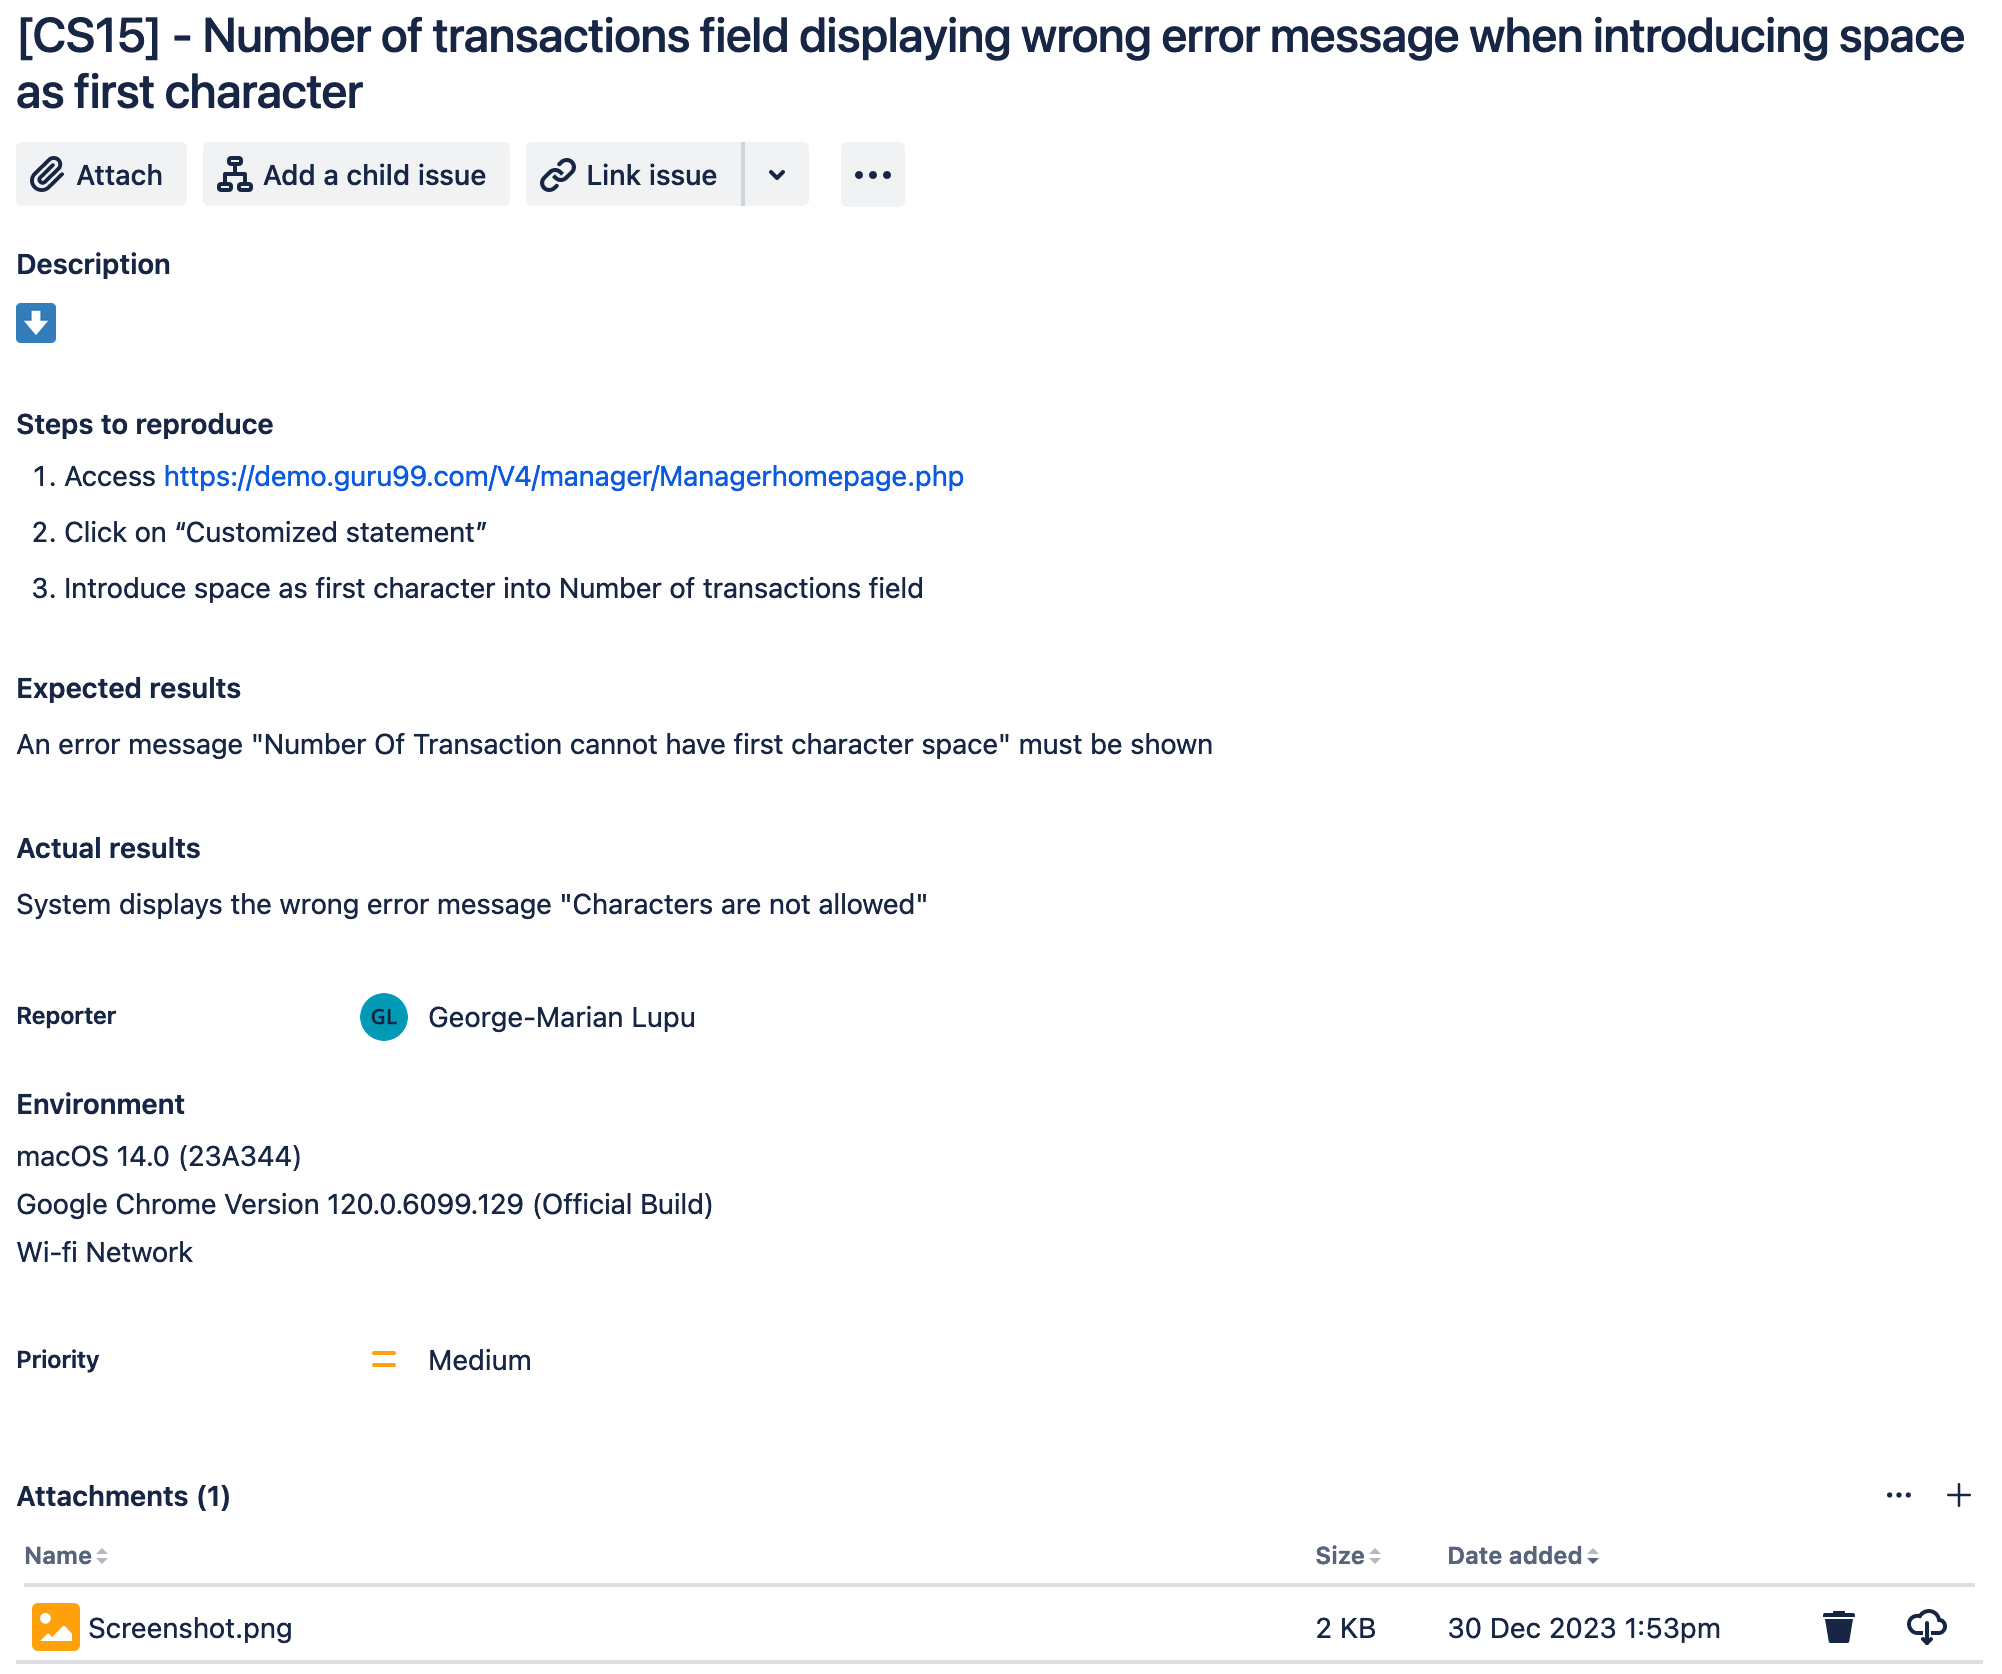 [CS15] - Number of transactions field displaying wrong error message when introducing space
as first character
Attach
Add a child issue
Link issue
Description
Steps to reproduce
1. Access https://demo.guru99.com/V4/manager/Managerhomepage.php
2. Click on “Customized statement”
3. Introduce space as first character into Number of transactions field
Expected results
An error message "Number Of Transaction cannot have first character space" must be shown
Actual results
System displays the wrong error message "Characters are not allowed"
Reporter GL George-Marian Lupu
Environment
macOS 14.0 (23A344)
Google Chrome Version 120.0.6099.129 (Official Build)
Wi-fi Network
Priority Medium
Attachments (1)
Name Size Date added
Screenshot.png 2 KB 30 Dec 2023 1:53pm